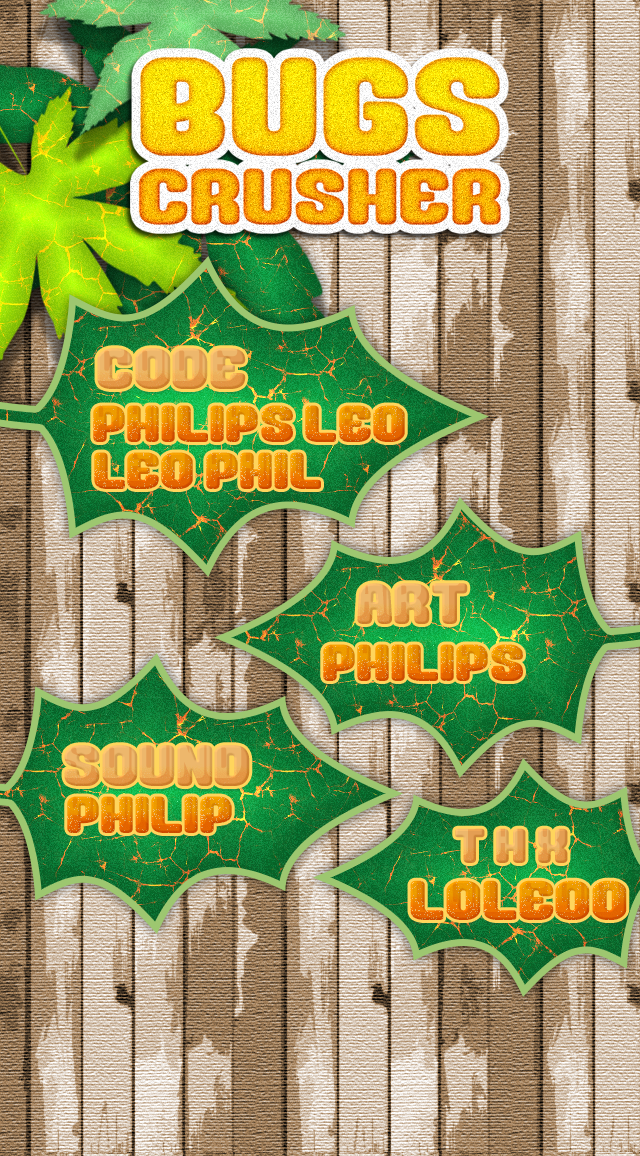 BUGS
CRUSHER
CODE
PHILIPS LEO
LEO PHIL
ART
PHILIPS
SOUND
PHILIP
THX
LOLEOO